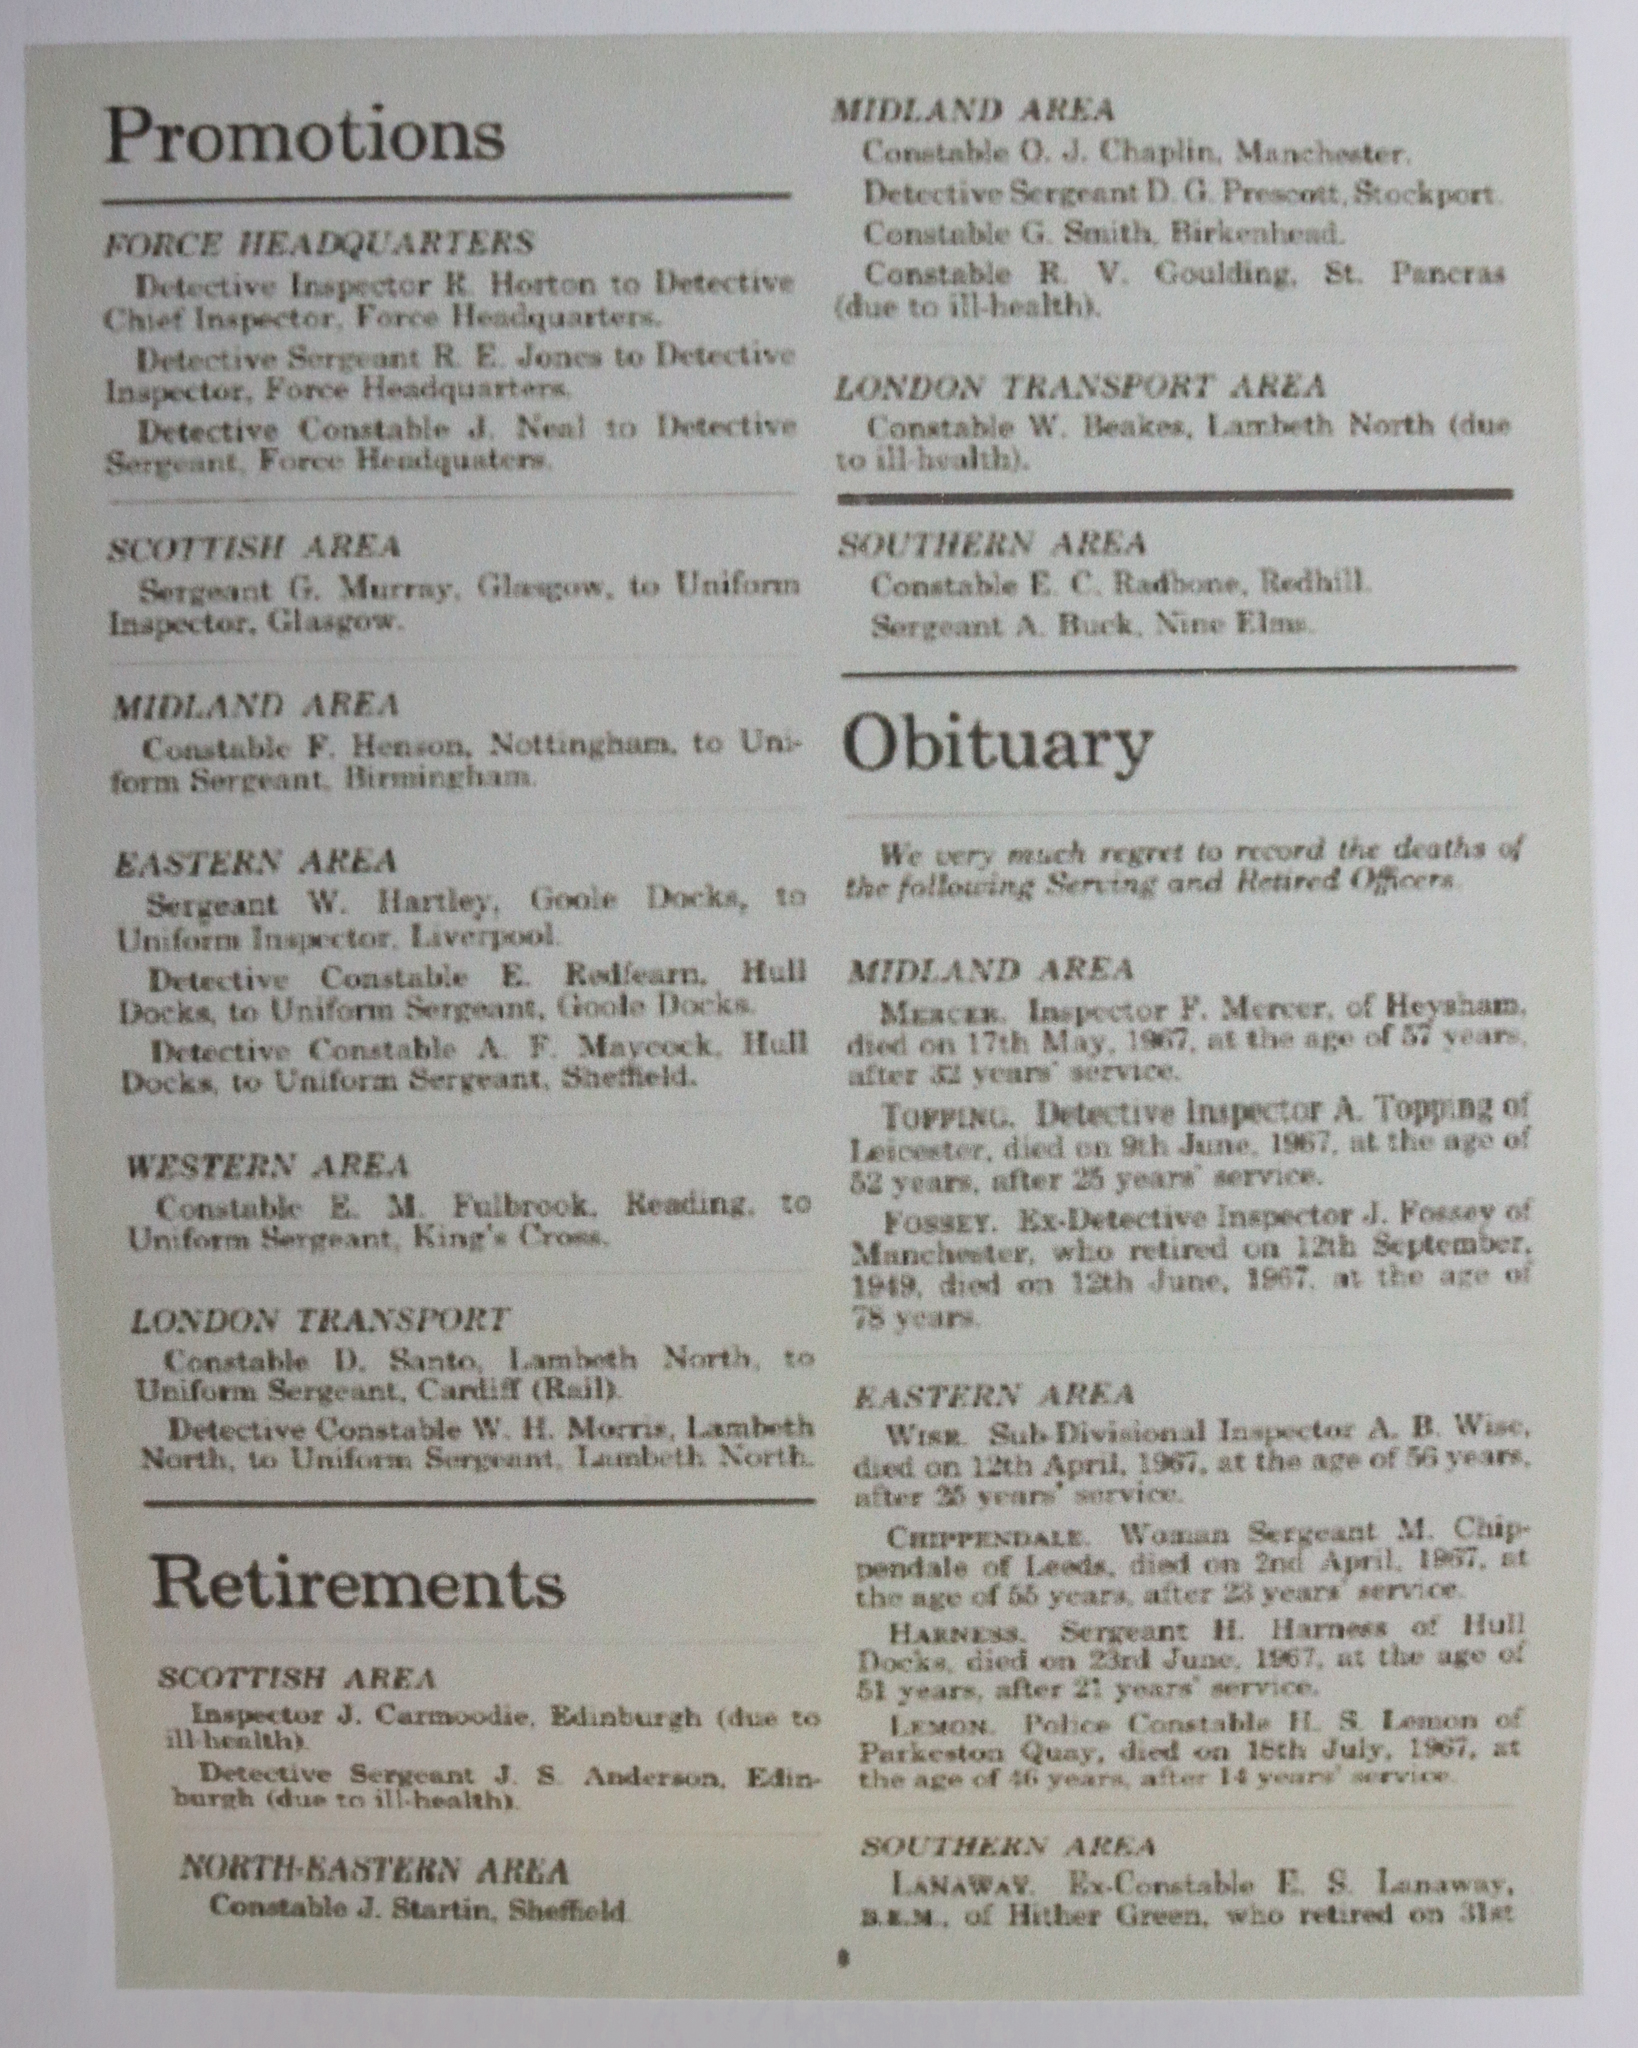 Promotions
FORCE HEADQUARTERS
Detective Inspector R. Horton to Detective
Chief Inspector, Force Headquarters.
Detective Sergeant R. E. Jones to Detective
Inspector, Force Headquarters.
Detective Constable J. Neal to Detective
Sergeant, Force Headquaters.
SCOTTISH AREA
Sergeant G. Murray, Glasgow, to Uniform
Inspector, Glasgow.
MIDLAND AREA
Constable F. Henson, Nottingham, to Uni-
form Sergeant, Birmingham.
EASTERN AREA
Sergeant W. Hartley, Goole Docks, to
Uniform Inspector, Liverpool.
Detective Constable E. Redfearn, Hull
Docks, to Uniform Sergeant, Goole Docks.
Detective Constable A. F. Maycock, Hull
Docks, to Uniform Sergeant, Sheffield.
WESTERN AREA
Constable E. M. Fulbrook, Reading, to
Uniform Sergeant, King's Cross.
LONDON TRANSPORT
Constable D. Santo, Lambeth North, to
Uniform Sergeant, Cardiff (Rail).
Detective Constable W. H. Morris, Lambeth
North, to Uniform Sergeant, Lambeth North.
Retirements
SCOTTISH AREA
Inspector J. Carmoodie, Edinburgh (due to
ill-health).
Detective Sergeant J. S. Anderson, Edin-
burgh (due to ill-health).
NORTH-EASTERN AREA
Constable J. Startin, Sheffield
MIDLAND AREA
Constable O. J. Chaplin, Manchester.
Detective Sergeant D. G. Prescott, Stockport.
Constable G. Smith, Birkenhead.
Constable R. V. Goulding, St. Pancras
(due to ill-health).
LONDON TRANSPORT AREA
Constable W. Beakes, Lambeth North (due
to ill-health).
SOUTHERN AREA
Constable E. C. Radbone, Redhill.
Sergeant A. Buck, Nine Elms.
Obituary
We very much regret to record the deaths of
the following Serving and Retired Officers.
MIDLAND AREA
MERCER. Inspector F. Mercer, of Heysham,
died on 17th May, 1967, at the age of 57 years,
after 32 years' service.
TOPPING. Detective Inspector A. Topping of
Leicester, died on 9th June, 1967, at the age of
52 years, after 25 years' service.
FOSSEY. Ex-Detective Inspector J. Fossey of
Manchester, who retired on 12th September,
1949, died on 12th June, 1967, at the age of
78 years.
EASTERN AREA
WISE. Sub-Divisional Inspector A. B. Wise,
died on 12th April, 1967, at the age of 56 years,
after 25 years' service.
CHIPPENDALE. Woman Sergeant M. Chip-
pendale of Leeds, died on 2nd April, 1967, at
the age of 55 years, after 23 years' service.
HARNESS. Sergeant H. Harness of Hull
Docks, died on 23rd June, 1967, at the age of
51 years, after 21 years' service.
LEMON. Police Constable H. S. Lemon of
Parkeston Quay, died on 18th July, 1967, at
the age of 46 years, after 14 years' service.
SOUTHERN AREA
LANAWAY. Ex-Constable E. S. Lanaway,
B.E.M., of Hither Green, who retired on 31st